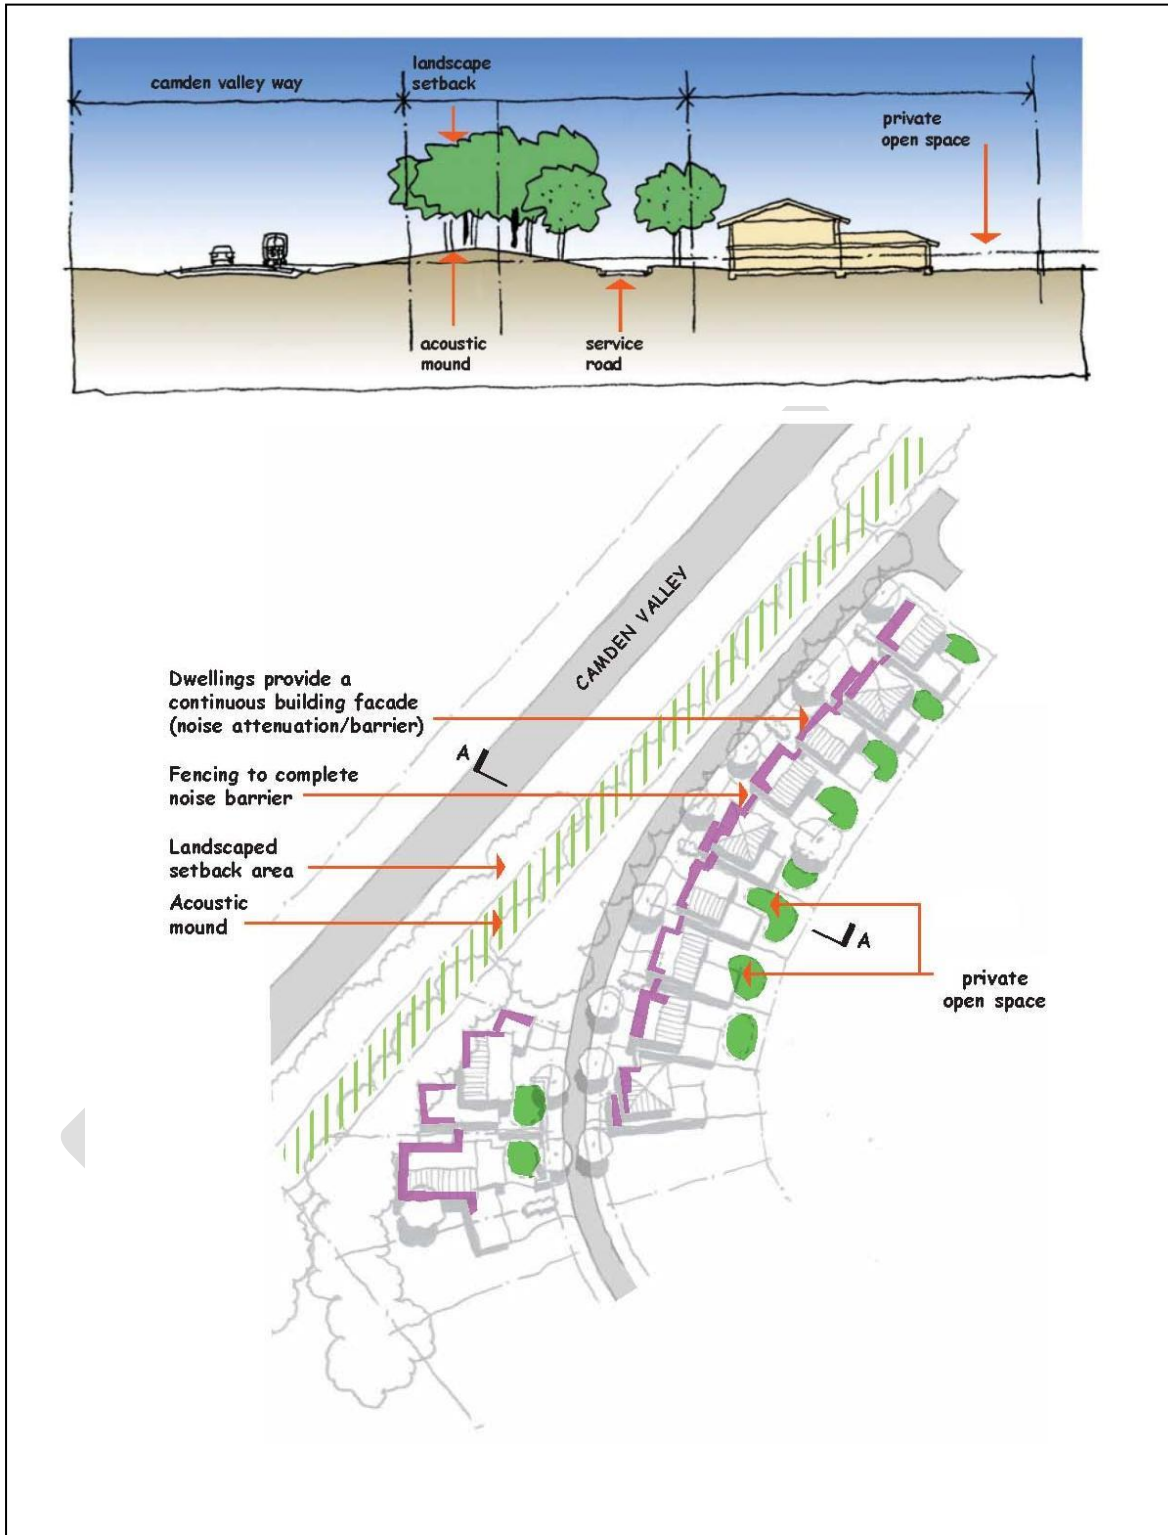 camden valley way
landscape
setback
private
open space
acoustic
mound
service
road
CAMDEN VALLEY
Dwellings provide a
continuous building facade
(noise attenuation/barrier)
A
Fencing to complete
noise barrier
Landscaped
setback area
Acoustic
mound
A
private
open space